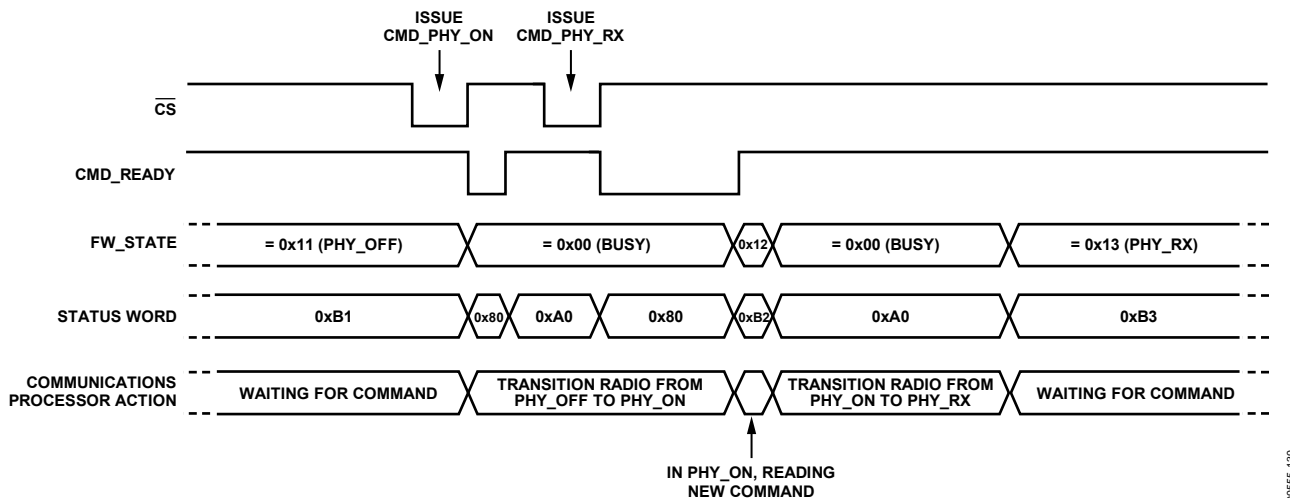 ISSUE
CMD_PHY_ON
ISSUE
CMD_PHY_RX
CS
CMD_READY
FW_STATE
= 0x11 (PHY_OFF)
= 0x00 (BUSY)
0x12
= 0x00 (BUSY)
= 0x13 (PHY_RX)
STATUS WORD
0xB1
0x80
0xA0
0x80
0xB2
0xA0
0xB3
COMMUNICATIONS
PROCESSOR ACTION
WAITING FOR COMMAND
TRANSITION RADIO FROM
PHY_OFF TO PHY_ON
TRANSITION RADIO FROM
PHY_ON TO PHY_RX
WAITING FOR COMMAND
IN PHY_ON, READING
NEW COMMAND